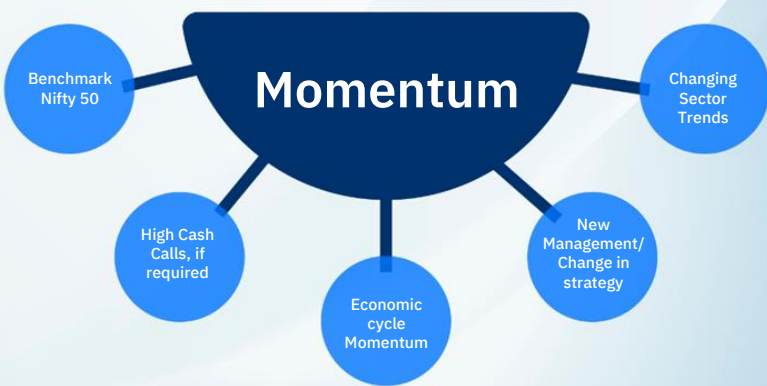 Momentum
Benchmark
Nifty 50
High Cash
Calls, if
required
Economic
cycle
Momentum
New
Management/
Change in
strategy
Changing
Sector
Trends